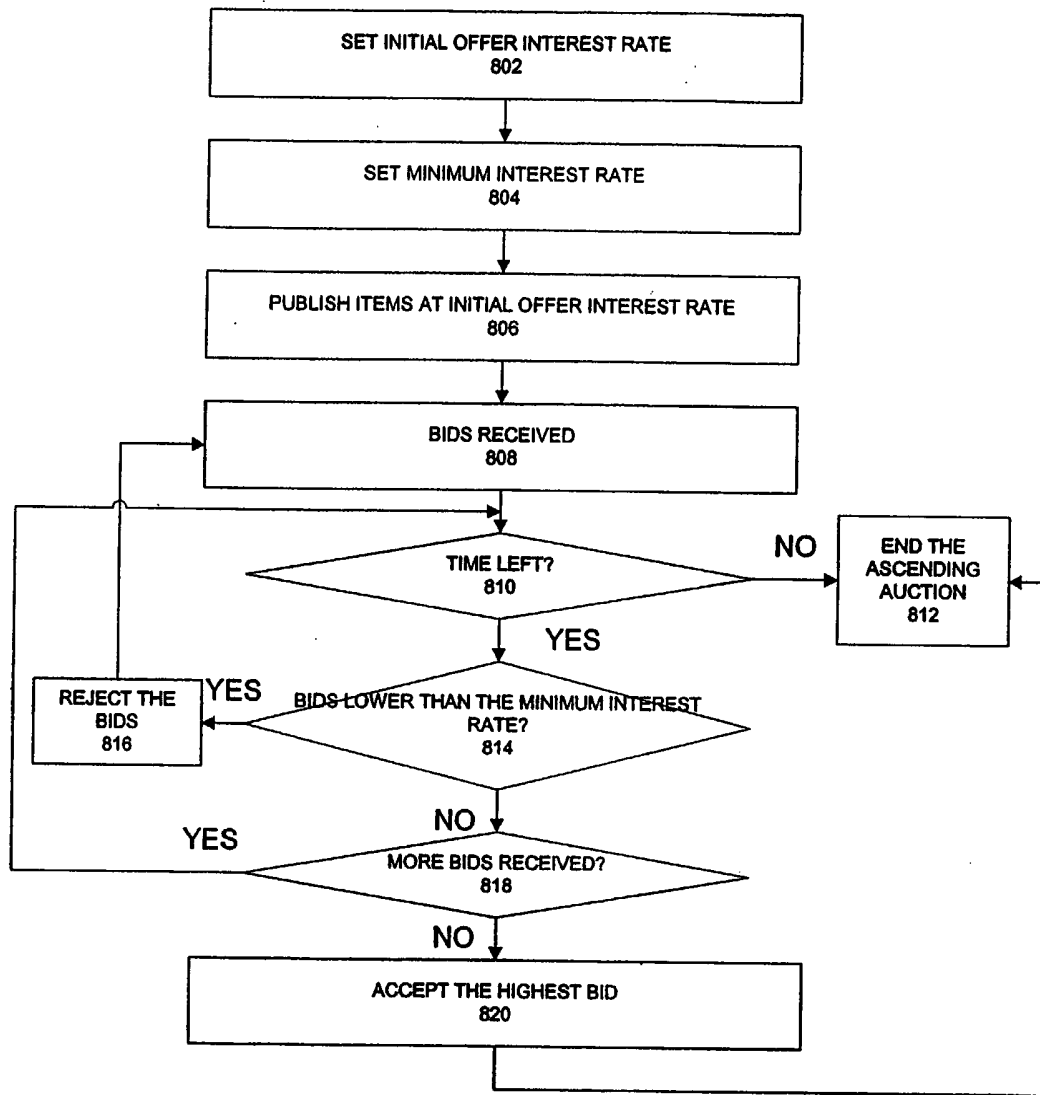 SET INITIAL OFFER INTEREST RATE
802
SET MINIMUM INTEREST RATE
804
PUBLISH ITEMS AT INITIAL OFFER INTEREST RATE
806
BIDS RECEIVED
808
TIME LEFT?
810
NO
END THE
ASCENDING
AUCTION
812
YES
BIDS LOWER THAN THE MINIMUM INTEREST
RATE?
814
YES
REJECT THE
BIDS
816
NO
YES
MORE BIDS RECEIVED?
818
NO
ACCEPT THE HIGHEST BID
820